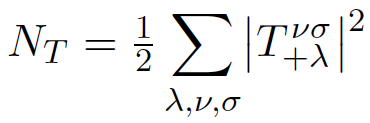 $N_T = \frac{1}{2} \sum_{\lambda,\nu,\sigma} \left| T^{\nu\sigma}_{+\lambda} \right|^2$